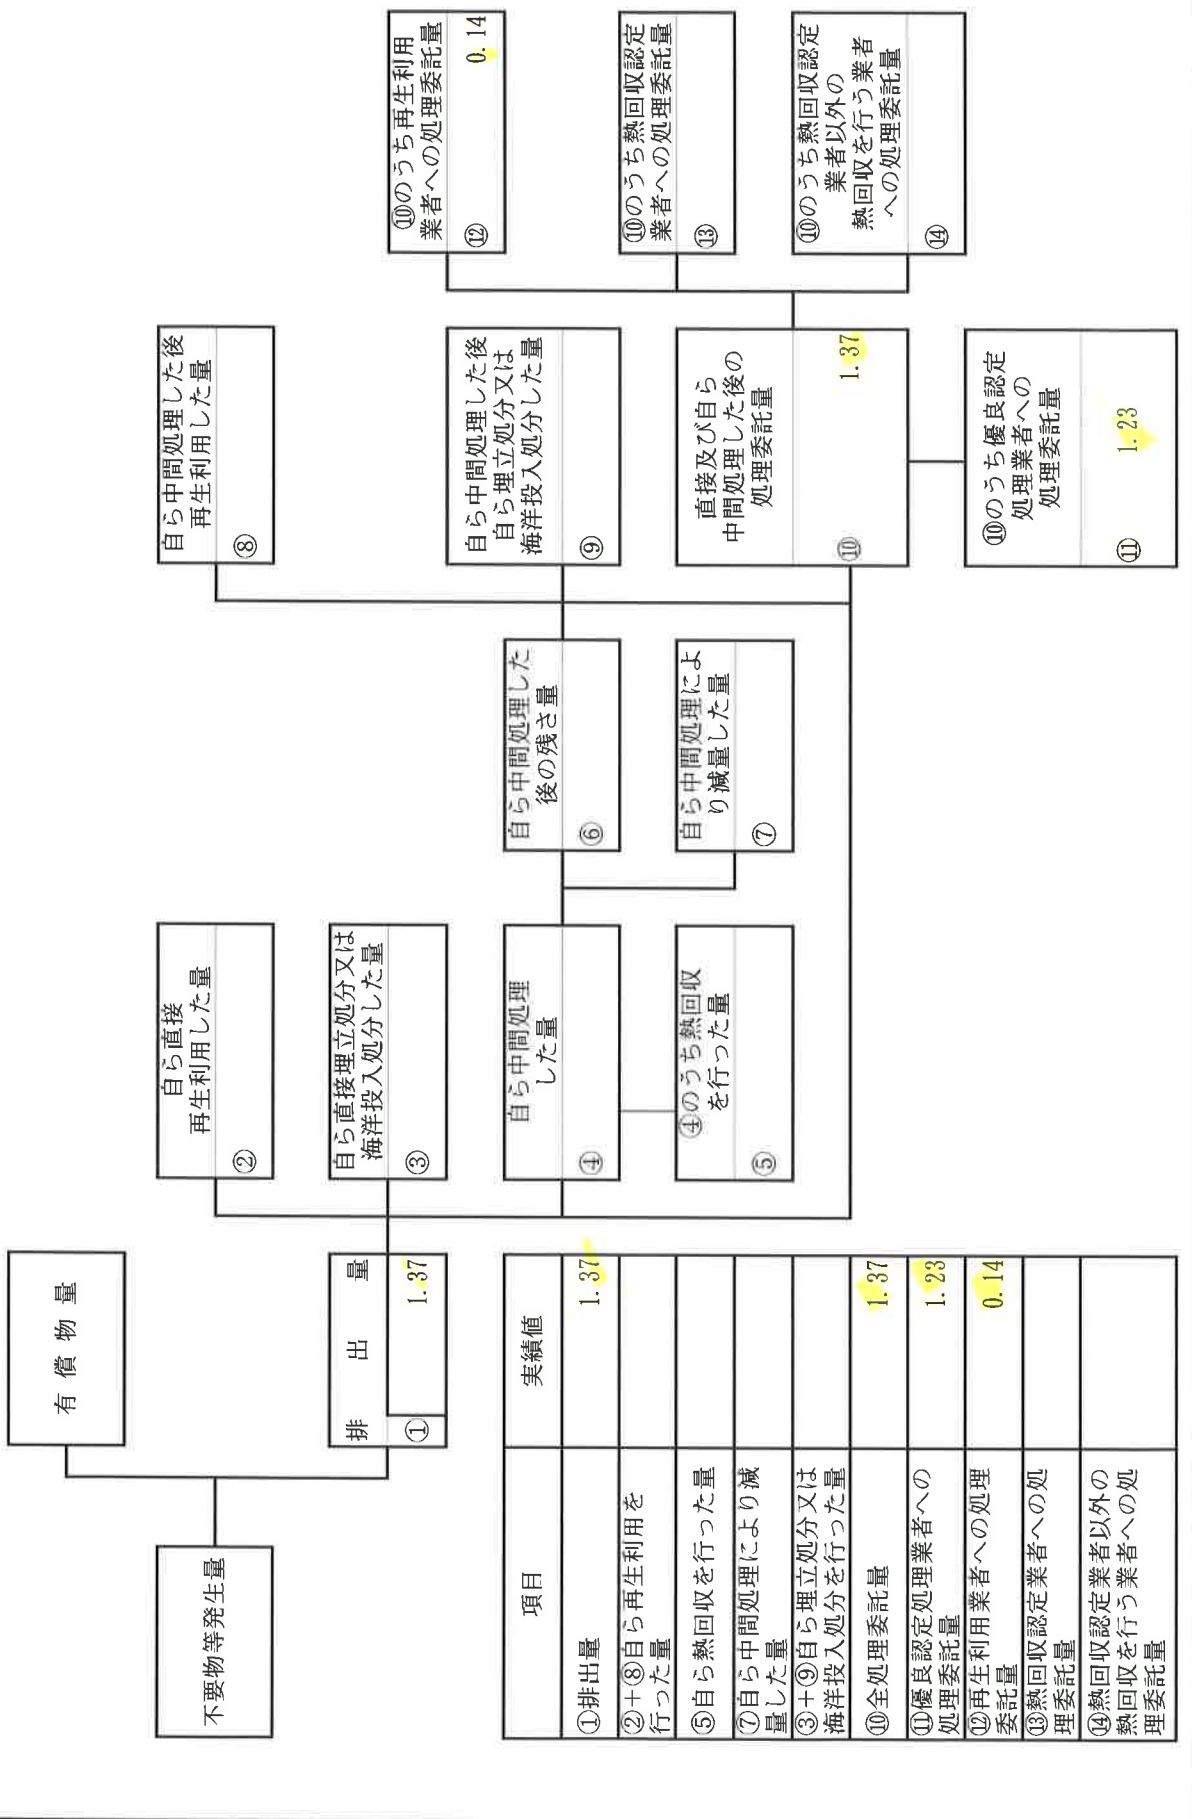 不要物等発生量
有償物量
排出量
①
1.37
自ら直接
再生利用した量
②
自ら直接埋立処分又は
海洋投入処分した量
③
自ら中間処理
した量
④
④のうち熱回収
を行った量
⑤
自ら中間処理した
後の残さ量
⑥
自ら中間処理によ
り減量した量
⑦
自ら中間処理した後
再生利用した量
⑧
自ら中間処理した後
自ら埋立処分又は
海洋投入処分した量
⑨
直接及び自ら
中間処理した後の
処理委託量
⑩
1.37
⑩のうち優良認定
処理業者への
処理委託量
⑪
1.23
⑩のうち再生利用
業者への処理委託量
⑫
0.14
⑩のうち熱回収認定
業者への処理委託量
⑬
⑩のうち熱回収認定
業者以外の
熱回収を行う業者
への処理委託量
⑭
項目 実績値
①排出量 1.37
②+⑧自ら再生利用を
行った量
⑤自ら熱回収を行った量
⑦自ら中間処理により減
量した量
③+⑨自ら埋立処分又は
海洋投入処分を行った量
⑩全処理委託量 1.37
⑪優良認定処理業者への
処理委託量 1.23
⑫再生利用業者への処理
委託量 0.14
⑬熱回収認定業者への処
理委託量
⑭熱回収認定業者以外の
熱回収を行う業者への処
理委託量